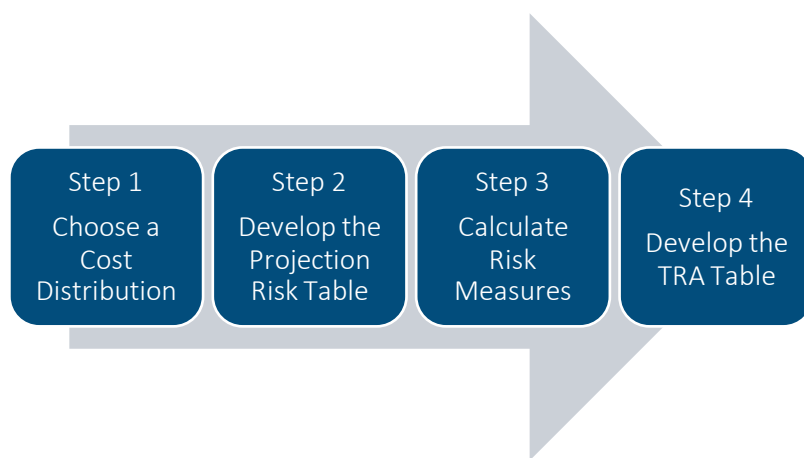 Step 1
Choose a
Cost
Distribution
Step 2
Develop the
Projection
Risk Table
Step 3
Calculate
Risk
Measures
Step 4
Develop the
TRA Table